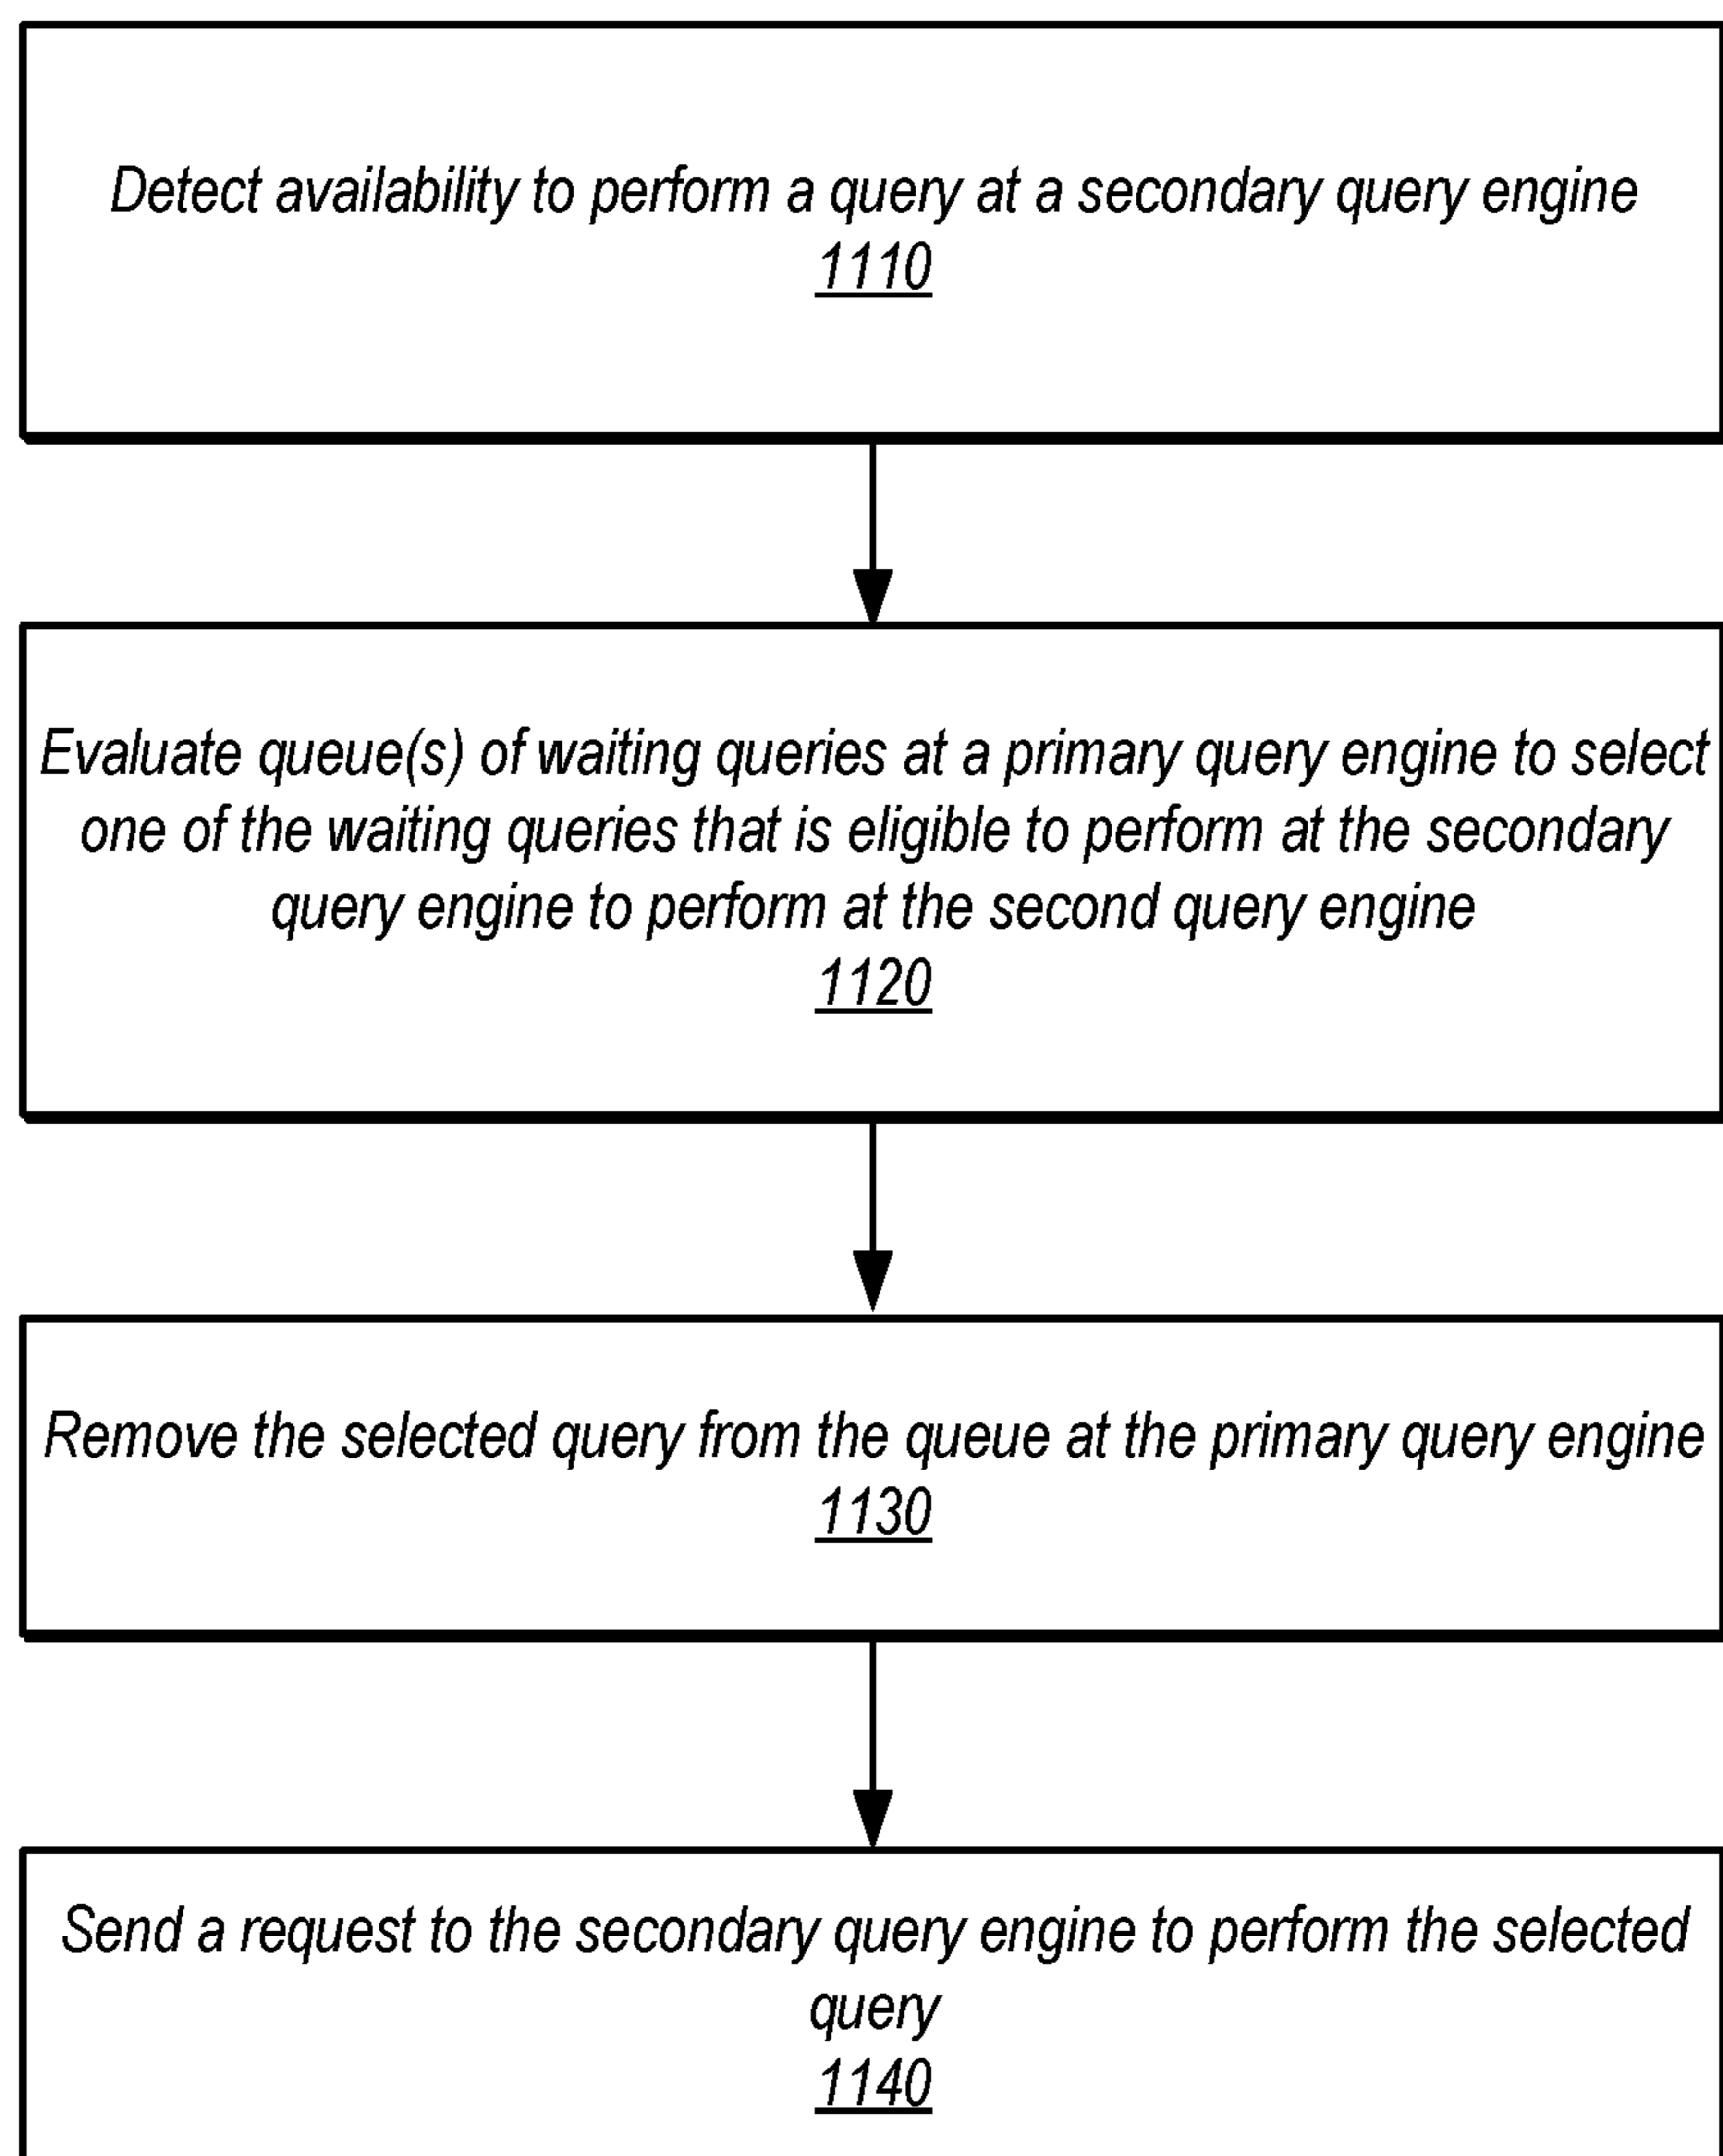 Detect availability to perform a query at a secondary query engine
1110
Evaluate queue(s) of waiting queries at a primary query engine to select
one of the waiting queries that is eligible to perform at the secondary
query engine to perform at the second query engine
1120
Remove the selected query from the queue at the primary query engine
1130
Send a request to the secondary query engine to perform the selected
query
1140